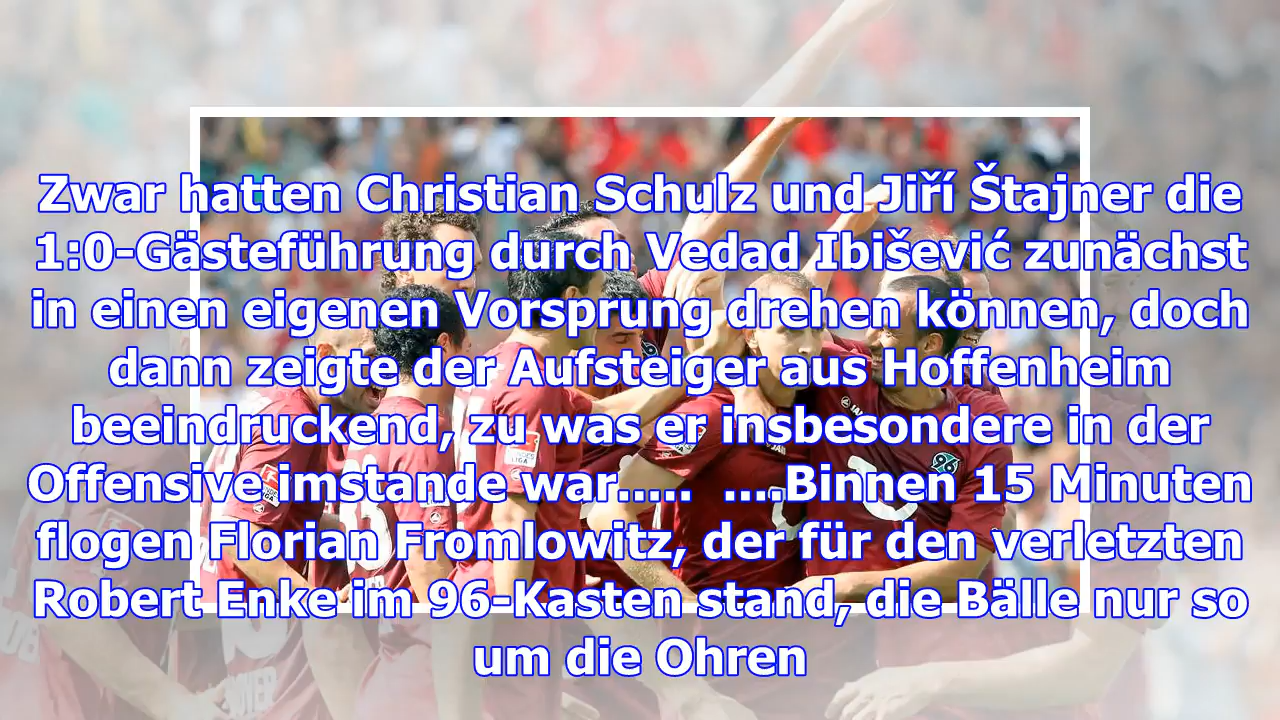 Zwar hatten Christian Schulz und Jiří Štajner die
1:0-Gästeführung durch Vedad Ibišević zunächst
in einen eigenen Vorsprung drehen können, doch
dann zeigte der Aufsteiger aus Hoffenheim
beeindruckend, zu was er insbesondere in der
Offensive imstande war.....  ....Binnen 15 Minuten
flogen Florian Fromlowitz, der für den verletzten
Robert Enke im 96-Kasten stand, die Bälle nur so
um die Ohren